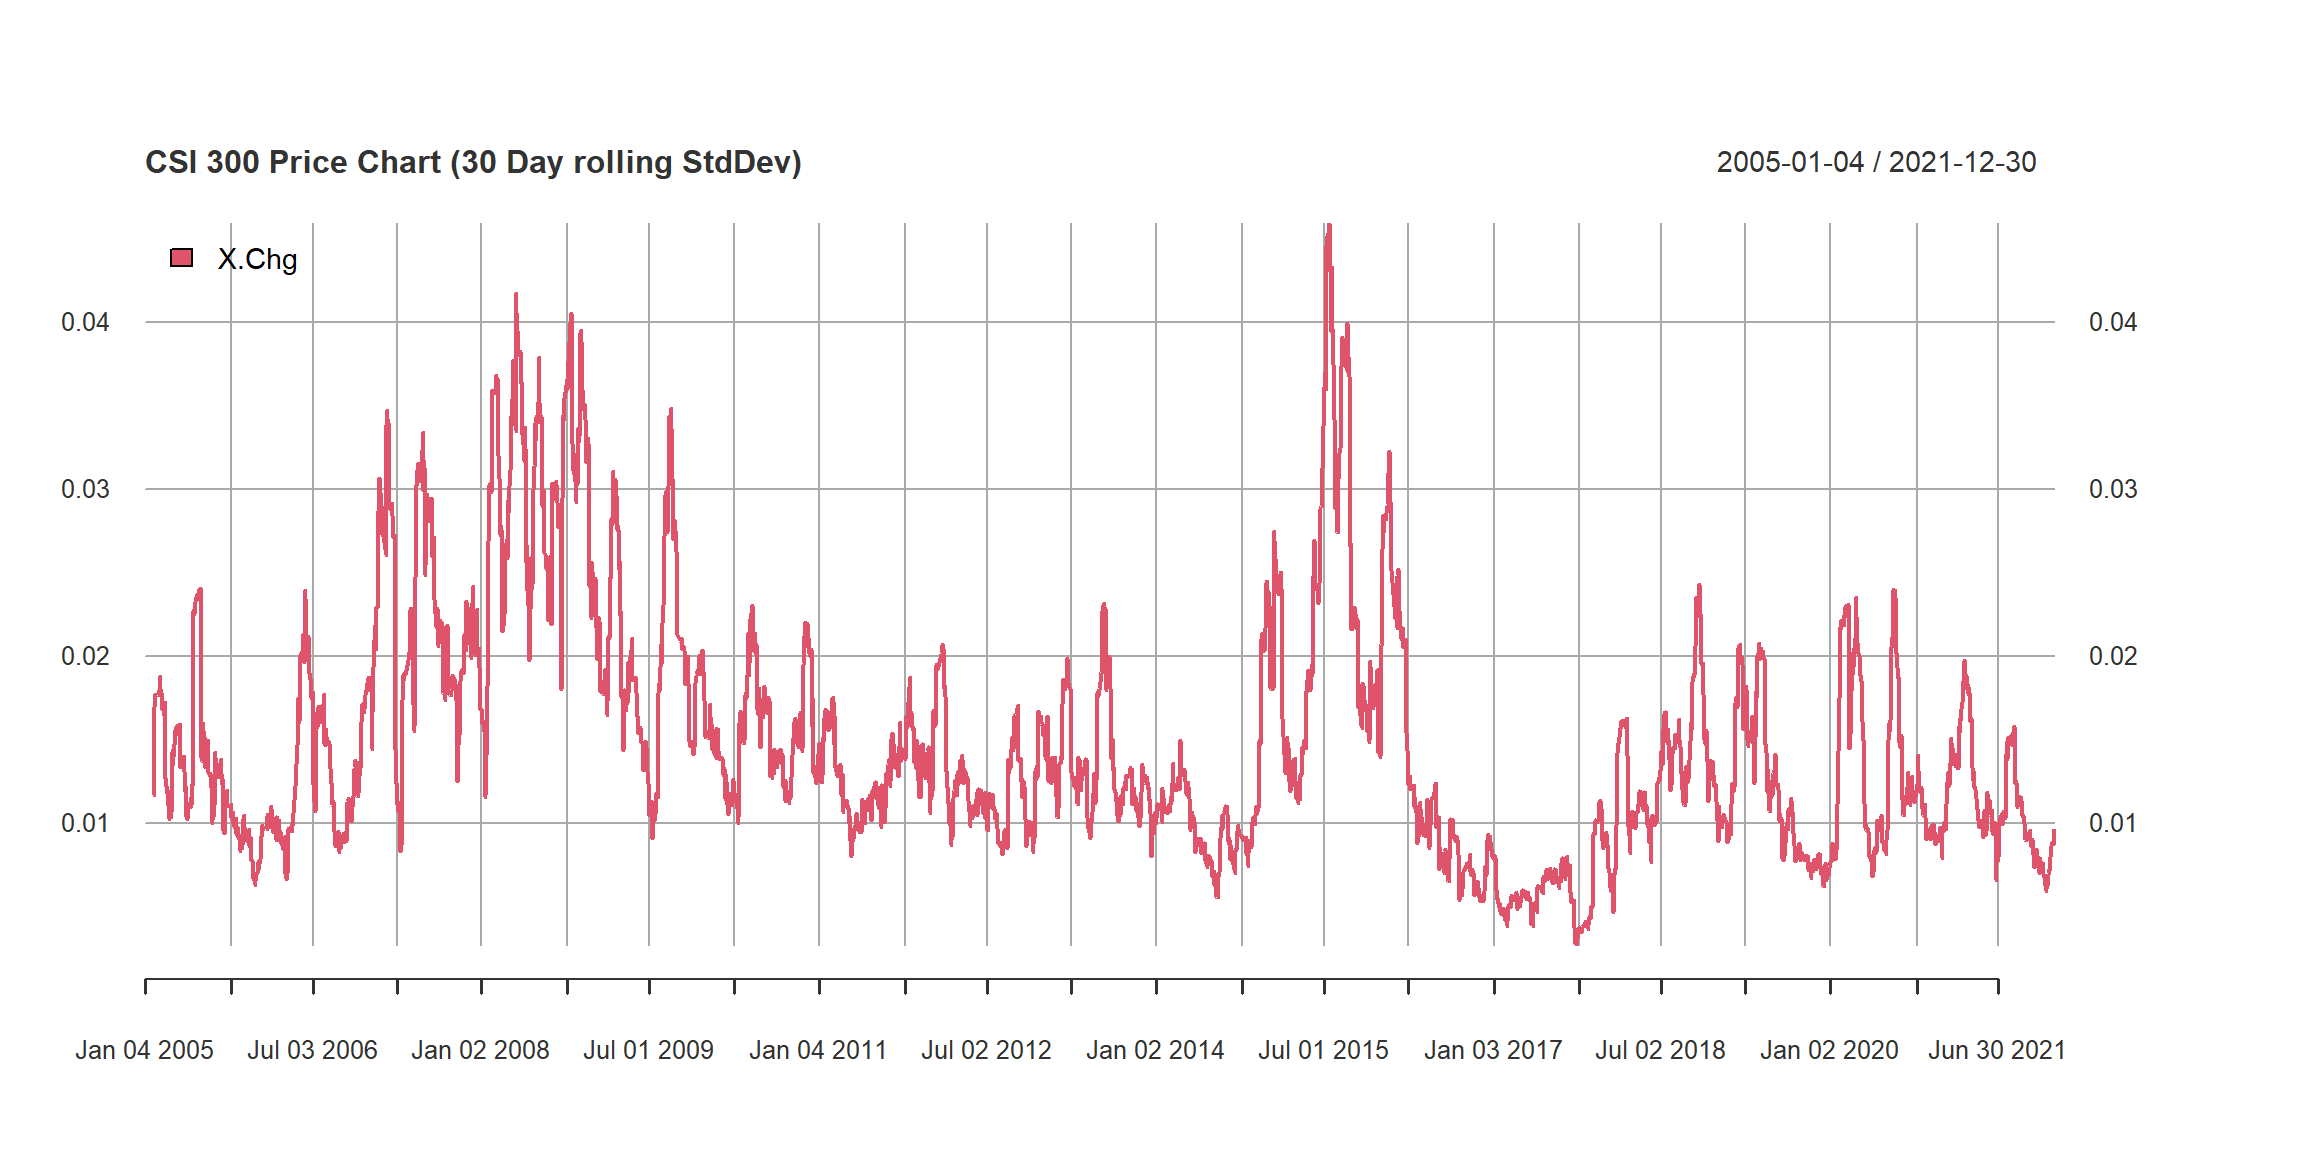 CSI 300 Price Chart (30 Day rolling StdDev)
2005-01-04 / 2021-12-30
X.Chg
0.04
0.04
0.03
0.03
0.02
0.02
0.01
0.01
Jan 04 2005
Jul 03 2006
Jan 02 2008
Jul 01 2009
Jan 04 2011
Jul 02 2012
Jan 02 2014
Jul 01 2015
Jan 03 2017
Jul 02 2018
Jan 02 2020
Jun 30 2021